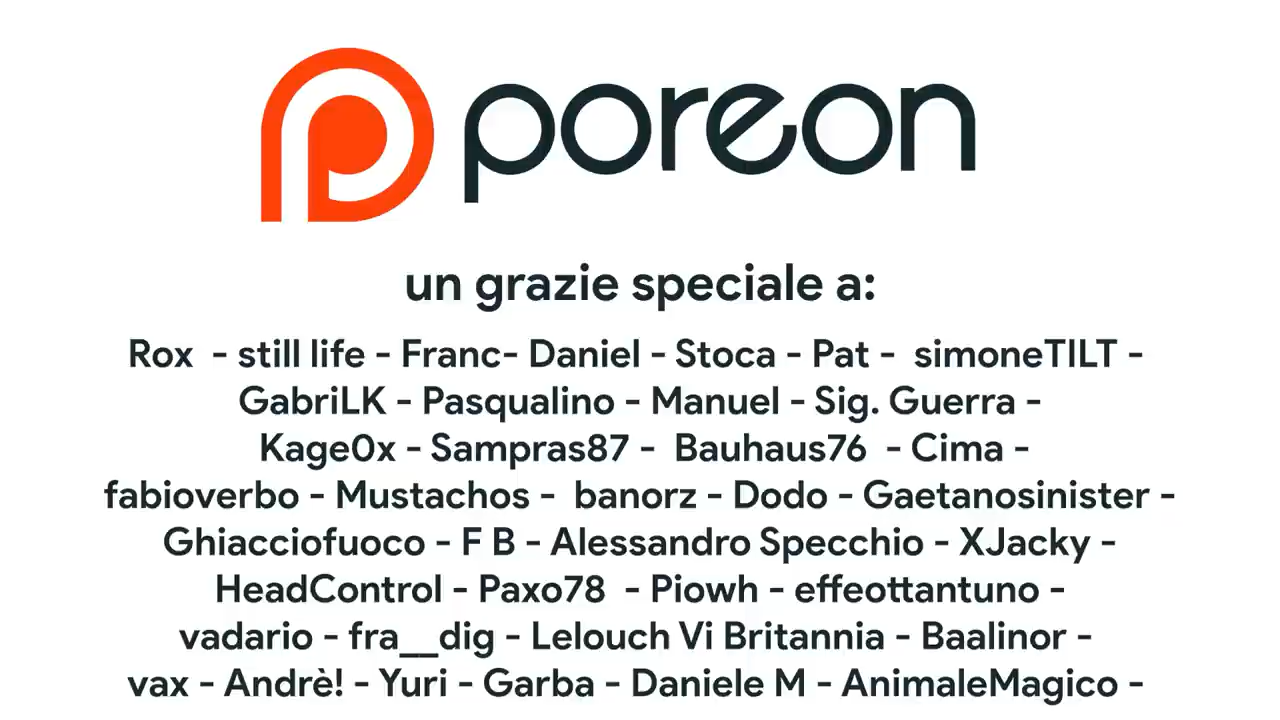 poreon
un grazie speciale a:
Rox - still life - Franc- Daniel - Stoca - Pat - simoneTILT -
GabriLK - Pasqualino - Manuel - Sig. Guerra -
Kage0x - Sampras87 - Bauhaus76 - Cima -
fabioverbo - Mustachos - banorz - Dodo - Gaetanosinister -
Ghiacciofuoco - F B - Alessandro Specchio - XJacky -
HeadControl - Paxo78 - Piowh - effeottantuno -
vadario - fra__dig - Lelouch Vi Britannia - Baalinor -
vax - Andrè! - Yuri - Garba - Daniele M - AnimaleMagico -